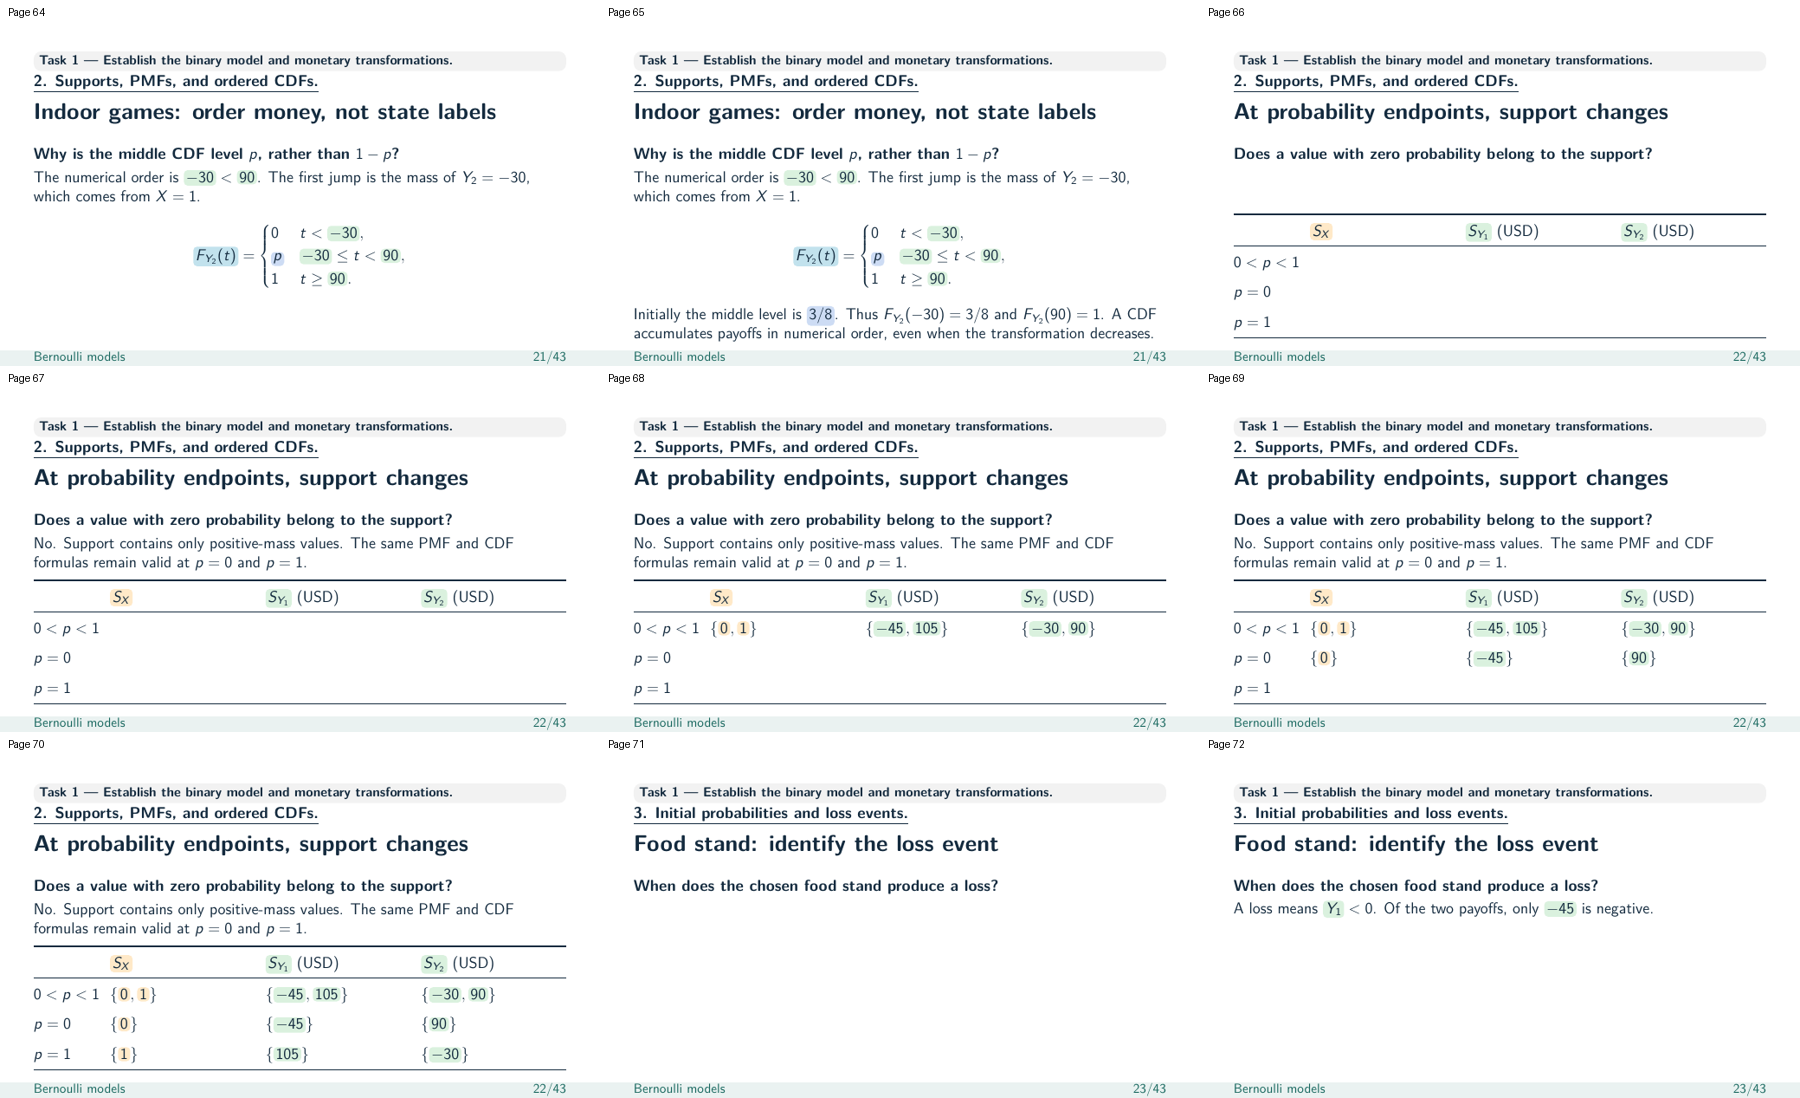 Page 64
Task 1 — Establish the binary model and monetary transformations.
2. Supports, PMFs, and ordered CDFs.
Indoor games: order money, not state labels
Why is the middle CDF level p, rather than 1 − p?
The numerical order is −30 < 90. The first jump is the mass of Y₂ = −30,
which comes from X = 1.
F_{Y₂}(t) = { 0 t < −30,
p −30 ≤ t < 90,
1 t ≥ 90.
Bernoulli models 21/43
Page 65
Task 1 — Establish the binary model and monetary transformations.
2. Supports, PMFs, and ordered CDFs.
Indoor games: order money, not state labels
Why is the middle CDF level p, rather than 1 − p?
The numerical order is −30 < 90. The first jump is the mass of Y₂ = −30,
which comes from X = 1.
F_{Y₂}(t) = { 0 t < −30,
p −30 ≤ t < 90,
1 t ≥ 90.
Initially the middle level is 3/8. Thus F_{Y₂}(−30) = 3/8 and F_{Y₂}(90) = 1. A CDF
accumulates payoffs in numerical order, even when the transformation decreases.
Bernoulli models 21/43
Page 66
Task 1 — Establish the binary model and monetary transformations.
2. Supports, PMFs, and ordered CDFs.
At probability endpoints, support changes
Does a value with zero probability belong to the support?
S_X S_{Y₁} (USD) S_{Y₂} (USD)
0 < p < 1
p = 0
p = 1
Bernoulli models 22/43
Page 67
Task 1 — Establish the binary model and monetary transformations.
2. Supports, PMFs, and ordered CDFs.
At probability endpoints, support changes
Does a value with zero probability belong to the support?
No. Support contains only positive-mass values. The same PMF and CDF
formulas remain valid at p = 0 and p = 1.
S_X S_{Y₁} (USD) S_{Y₂} (USD)
0 < p < 1
p = 0
p = 1
Bernoulli models 22/43
Page 68
Task 1 — Establish the binary model and monetary transformations.
2. Supports, PMFs, and ordered CDFs.
At probability endpoints, support changes
Does a value with zero probability belong to the support?
No. Support contains only positive-mass values. The same PMF and CDF
formulas remain valid at p = 0 and p = 1.
S_X S_{Y₁} (USD) S_{Y₂} (USD)
0 < p < 1 {0, 1} {−45, 105} {−30, 90}
p = 0
p = 1
Bernoulli models 22/43
Page 69
Task 1 — Establish the binary model and monetary transformations.
2. Supports, PMFs, and ordered CDFs.
At probability endpoints, support changes
Does a value with zero probability belong to the support?
No. Support contains only positive-mass values. The same PMF and CDF
formulas remain valid at p = 0 and p = 1.
S_X S_{Y₁} (USD) S_{Y₂} (USD)
0 < p < 1 {0, 1} {−45, 105} {−30, 90}
p = 0 {0} {−45} {90}
p = 1
Bernoulli models 22/43
Page 70
Task 1 — Establish the binary model and monetary transformations.
2. Supports, PMFs, and ordered CDFs.
At probability endpoints, support changes
Does a value with zero probability belong to the support?
No. Support contains only positive-mass values. The same PMF and CDF
formulas remain valid at p = 0 and p = 1.
S_X S_{Y₁} (USD) S_{Y₂} (USD)
0 < p < 1 {0, 1} {−45, 105} {−30, 90}
p = 0 {0} {−45} {90}
p = 1 {1} {105} {−30}
Bernoulli models 22/43
Page 71
Task 1 — Establish the binary model and monetary transformations.
3. Initial probabilities and loss events.
Food stand: identify the loss event
When does the chosen food stand produce a loss?
Bernoulli models 23/43
Page 72
Task 1 — Establish the binary model and monetary transformations.
3. Initial probabilities and loss events.
Food stand: identify the loss event
When does the chosen food stand produce a loss?
A loss means Y₁ < 0. Of the two payoffs, only −45 is negative.
Bernoulli models 23/43